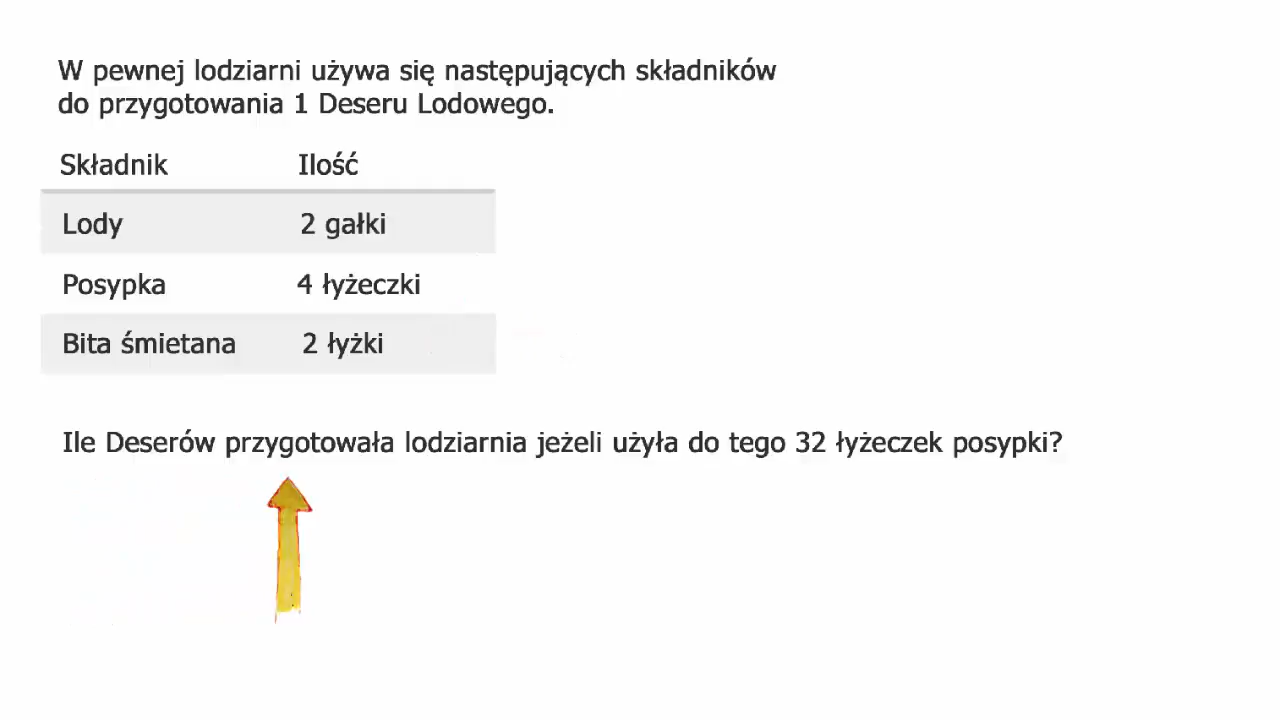 W pewnej lodziarni używa się następujących składników
do przygotowania 1 Deseru Lodowego.
Składnik Ilość
Lody 2 gałki
Posypka 4 łyżeczki
Bita śmietana 2 łyżki
Ile Deserów przygotowała lodziarnia jeżeli użyła do tego 32 łyżeczek posypki?